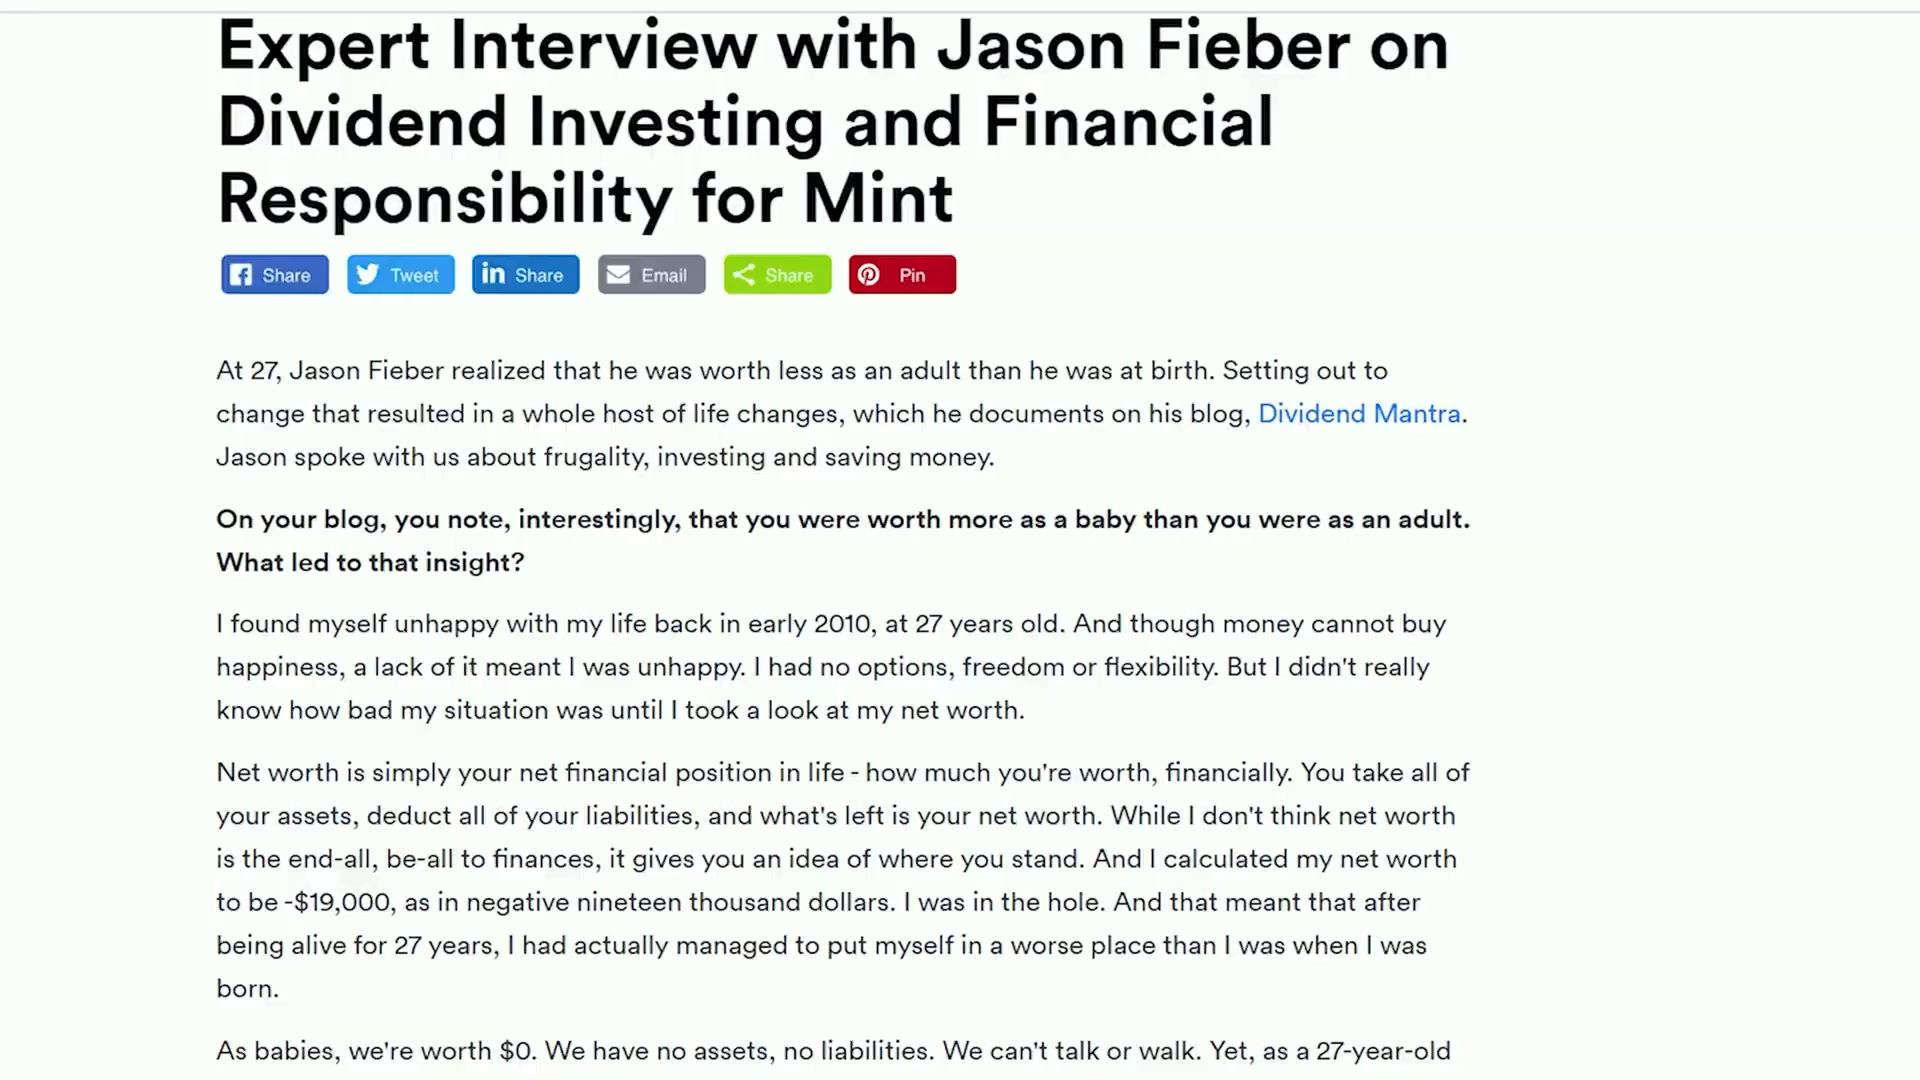 Expert Interview with Jason Fieber on
Dividend Investing and Financial
Responsibility for Mint
Share Tweet Share Email Share Pin
At 27, Jason Fieber realized that he was worth less as an adult than he was at birth. Setting out to
change that resulted in a whole host of life changes, which he documents on his blog, Dividend Mantra.
Jason spoke with us about frugality, investing and saving money.
On your blog, you note, interestingly, that you were worth more as a baby than you were as an adult.
What led to that insight?
I found myself unhappy with my life back in early 2010, at 27 years old. And though money cannot buy
happiness, a lack of it meant I was unhappy. I had no options, freedom or flexibility. But I didn't really
know how bad my situation was until I took a look at my net worth.
Net worth is simply your net financial position in life - how much you're worth, financially. You take all of
your assets, deduct all of your liabilities, and what's left is your net worth. While I don't think net worth
is the end-all, be-all to finances, it gives you an idea of where you stand. And I calculated my net worth
to be -$19,000, as in negative nineteen thousand dollars. I was in the hole. And that meant that after
being alive for 27 years, I had actually managed to put myself in a worse place than I was when I was
born.
As babies, we're worth $0. We have no assets, no liabilities. We can't talk or walk. Yet, as a 27-year-old